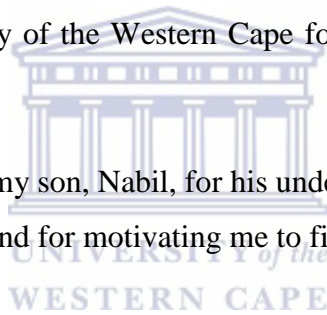 y of the Western Cape fo
my son, Nabil, for his unde
nd for motivating me to fi
UNIVERSITY of the
WESTERN CAPE